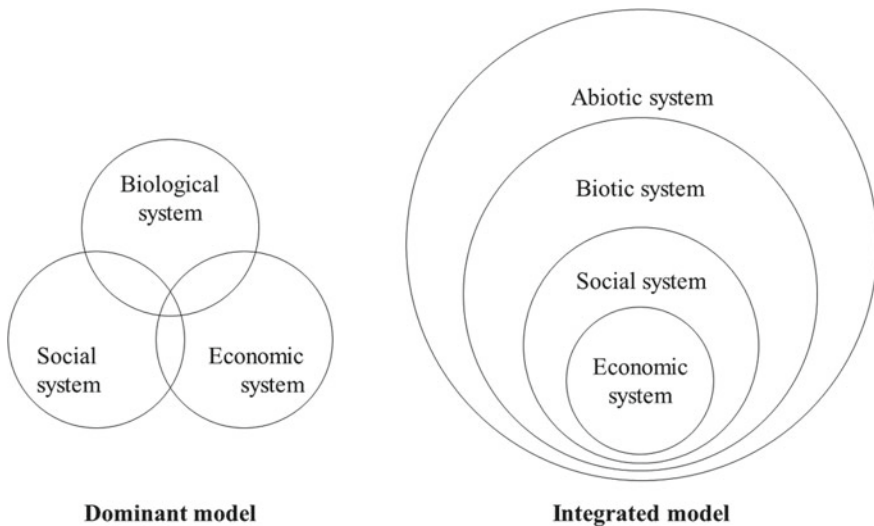 Biological
system
Social
system
Economic
system
Dominant model
Abiotic system
Biotic system
Social system
Economic
system
Integrated model